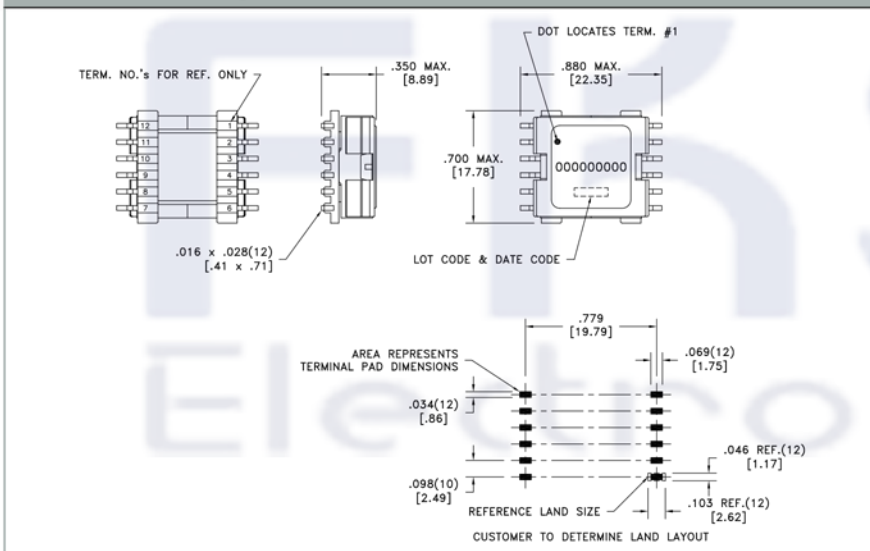 DOT LOCATES TERM. #1
TERM. NO.'s FOR REF. ONLY
.350 MAX.
[8.89]
.880 MAX.
[22.35]
12
11
10
9
8
7
1
2
3
4
5
6
.700 MAX.
[17.78]
000000000
.016 x .028(12)
[.41 x .71]
LOT CODE & DATE CODE
.779
[19.79]
AREA REPRESENTS
TERMINAL PAD DIMENSIONS
.069(12)
[1.75]
.034(12)
[.86]
.046 REF.(12)
[1.17]
.098(10)
[2.49]
REFERENCE LAND SIZE
.103 REF.(12)
[2.62]
CUSTOMER TO DETERMINE LAND LAYOUT
Electro